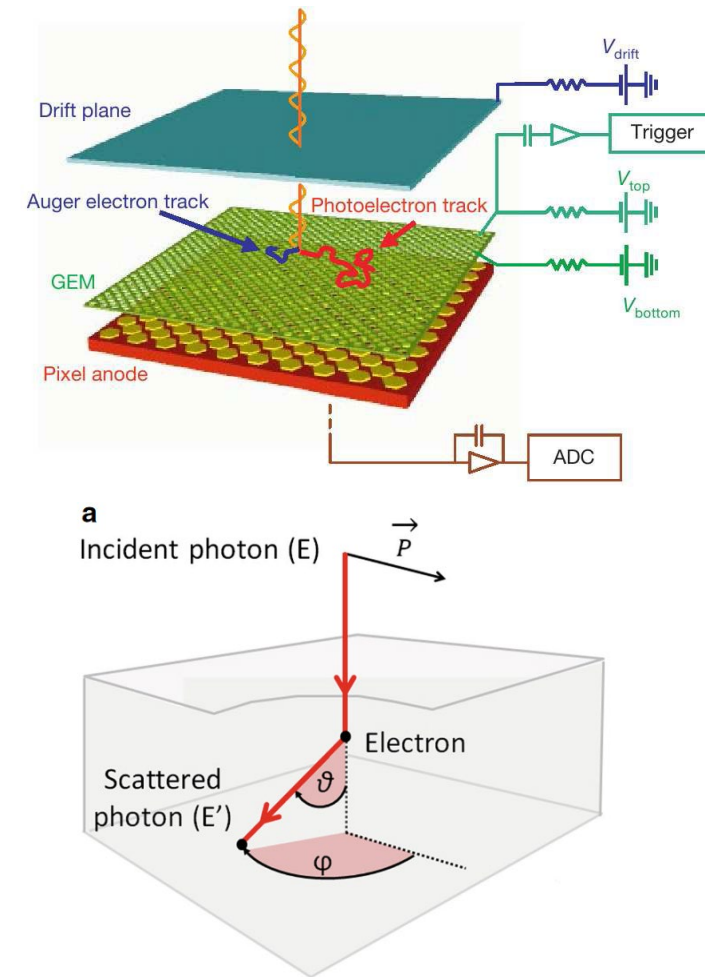 V_drift
Drift plane
Trigger
Auger electron track
Photoelectron track
V_top
GEM
V_bottom
Pixel anode
ADC
a
Incident photon (E)
P⃗
Electron
ϑ
Scattered
photon (E’)
φ